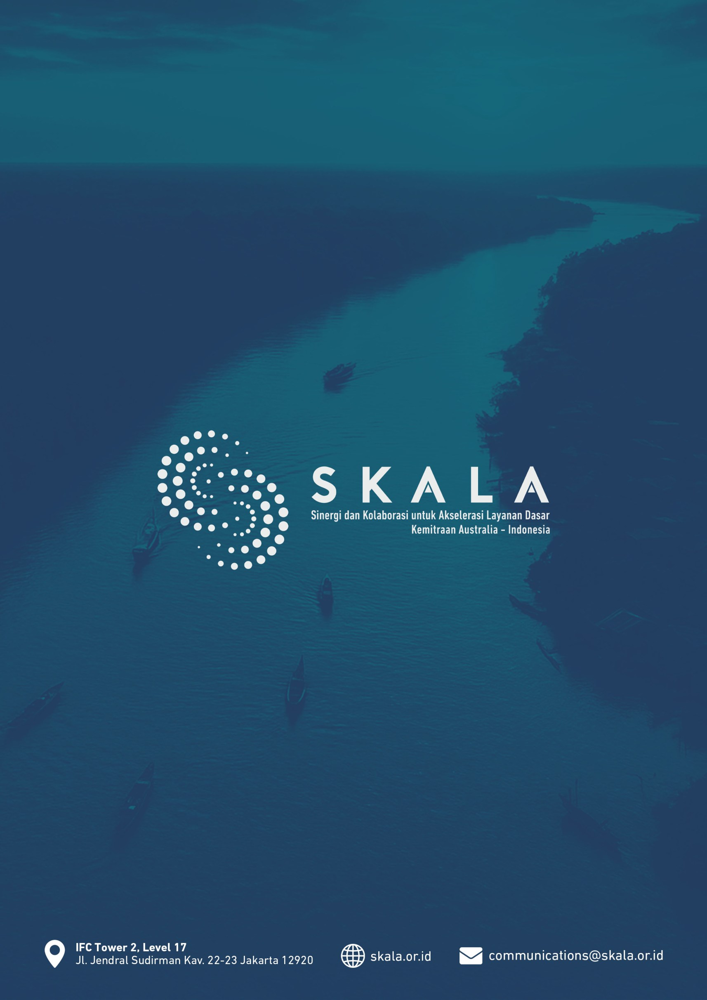 SKALA
Sinergi dan Kolaborasi untuk Akselerasi Layanan Dasar
Kemitraan Australia - Indonesia
IFC Tower 2, Level 17
Jl. Jendral Sudirman Kav. 22-23 Jakarta 12920
skala.or.id
communications@skala.or.id